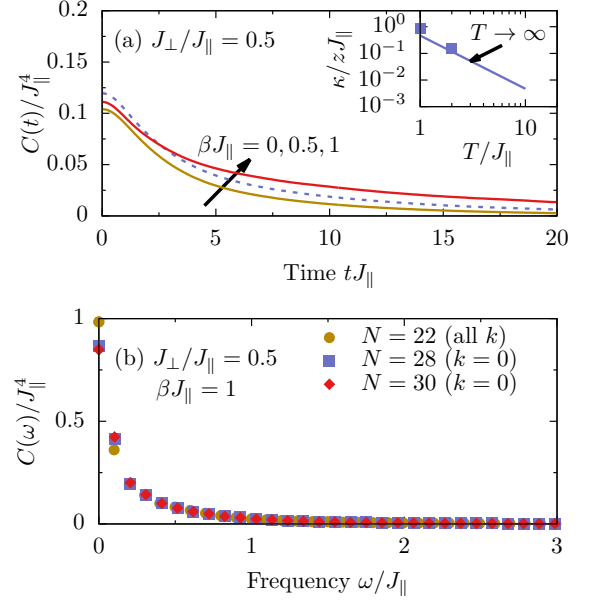 (a) J⊥/J∥ = 0.5
C(t)/J∥⁴
0.2
0.15
0.1
0.05
0
βJ∥ = 0, 0.5, 1
0 5 10 15 20
Time tJ∥
κ/zJ∥
10⁰
10⁻¹
10⁻²
10⁻³
T → ∞
1 10
T/J∥
(b) J⊥/J∥ = 0.5
βJ∥ = 1
N = 22 (all k)
N = 28 (k = 0)
N = 30 (k = 0)
C(ω)/J∥⁴
1
0.5
0
0 1 2 3
Frequency ω/J∥